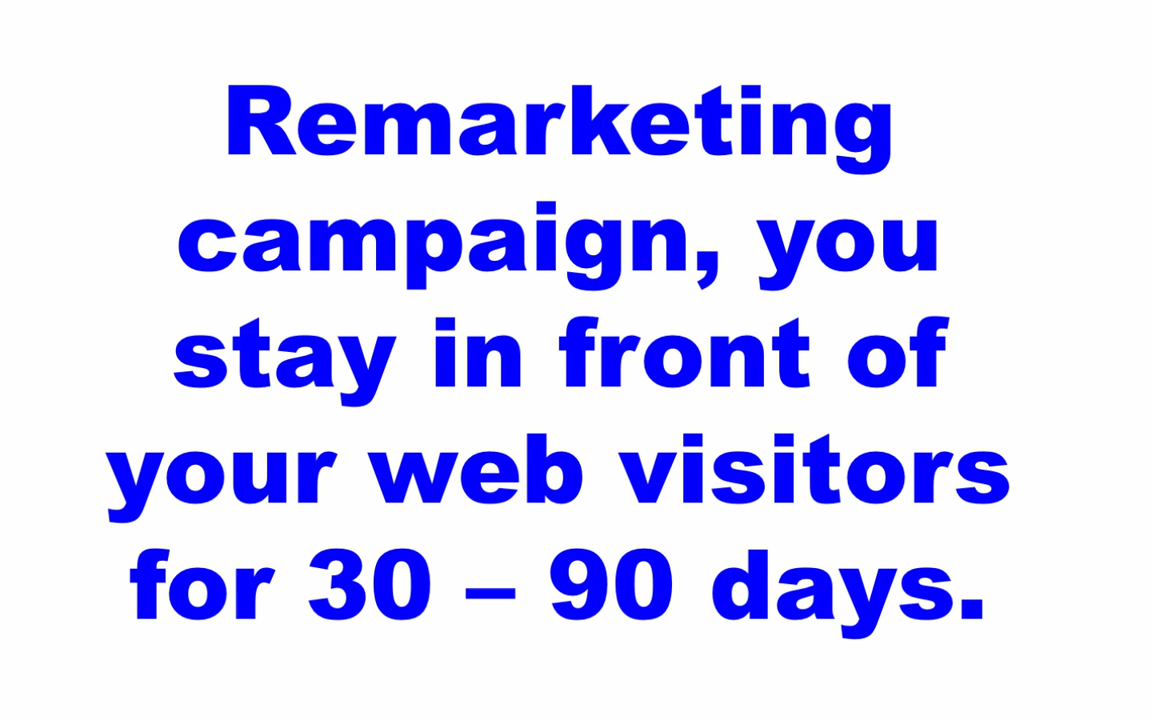 Remarketing
campaign, you
stay in front of
your web visitors
for 30 – 90 days.